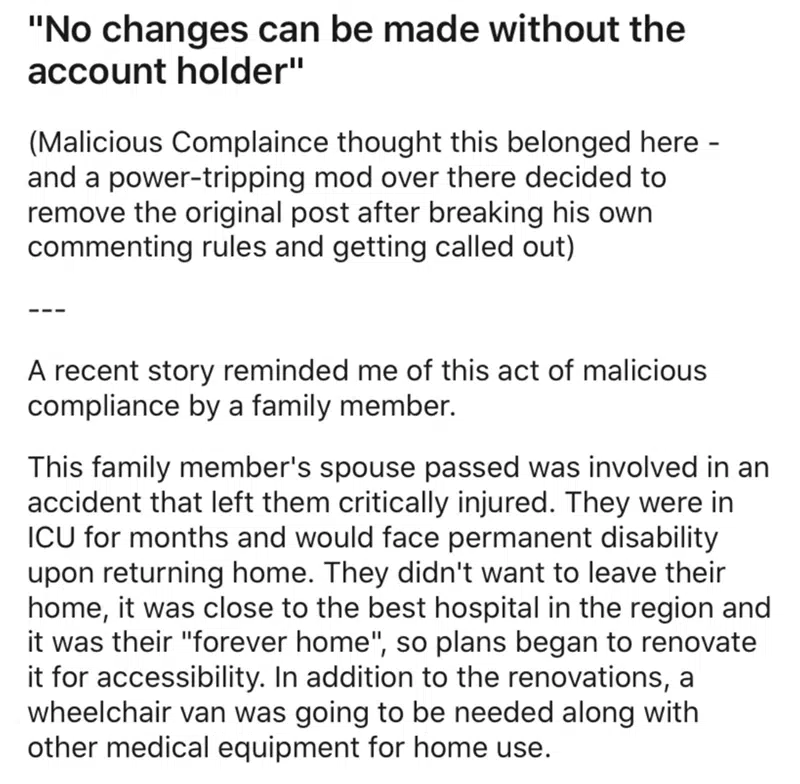 "No changes can be made without the
account holder"
(Malicious Complaince thought this belonged here -
and a power-tripping mod over there decided to
remove the original post after breaking his own
commenting rules and getting called out)
---
A recent story reminded me of this act of malicious
compliance by a family member.
This family member's spouse passed was involved in an
accident that left them critically injured. They were in
ICU for months and would face permanent disability
upon returning home. They didn't want to leave their
home, it was close to the best hospital in the region and
it was their "forever home", so plans began to renovate
it for accessibility. In addition to the renovations, a
wheelchair van was going to be needed along with
other medical equipment for home use.